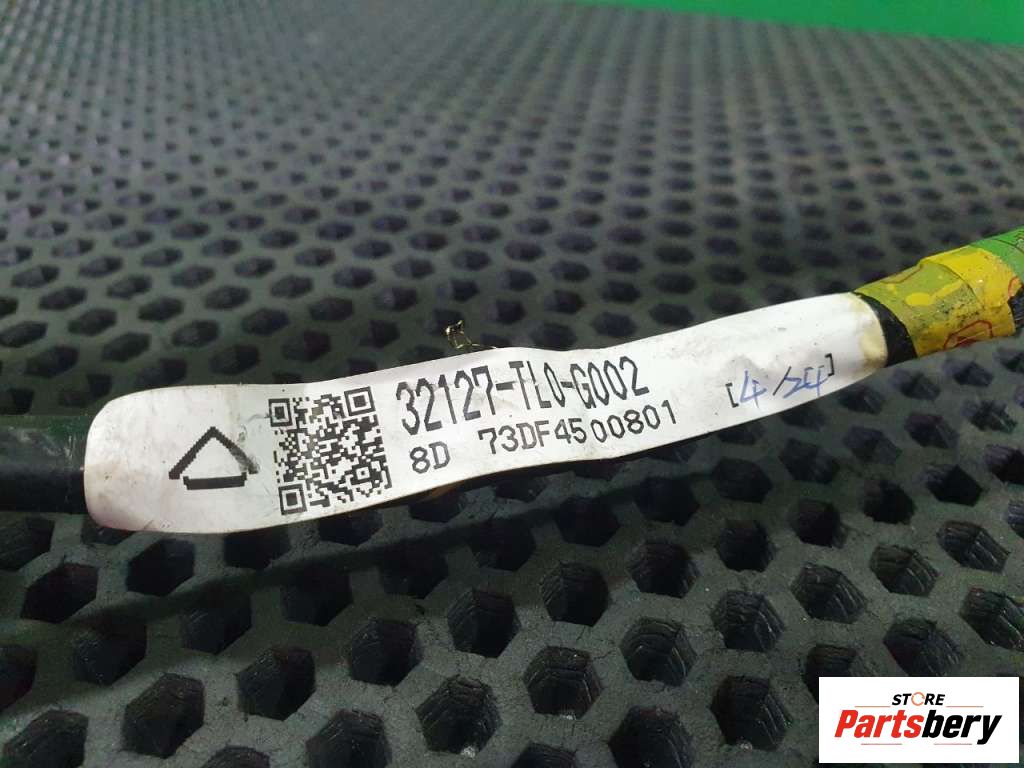 32127-TL0-G002
8D 73DF4500801
[4/24]
STORE
Partsbery